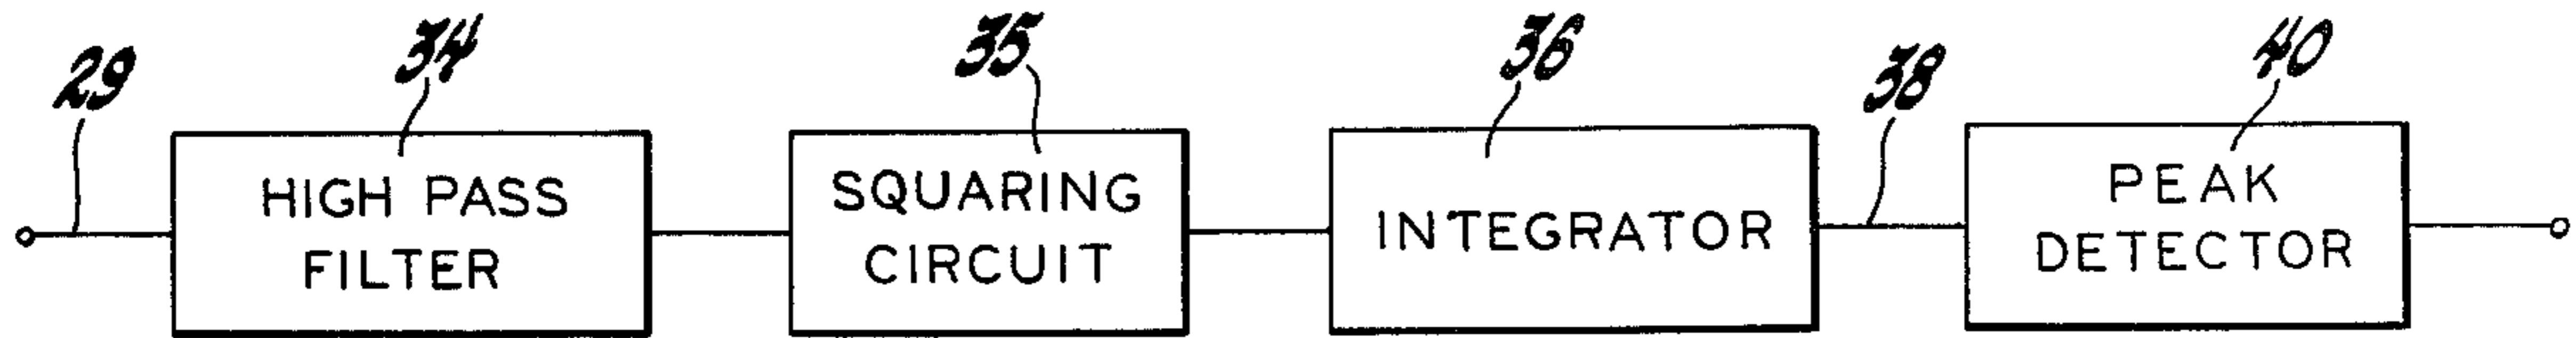 29
34
35
36
38
40
HIGH PASS
FILTER
SQUARING
CIRCUIT
INTEGRATOR
PEAK
DETECTOR